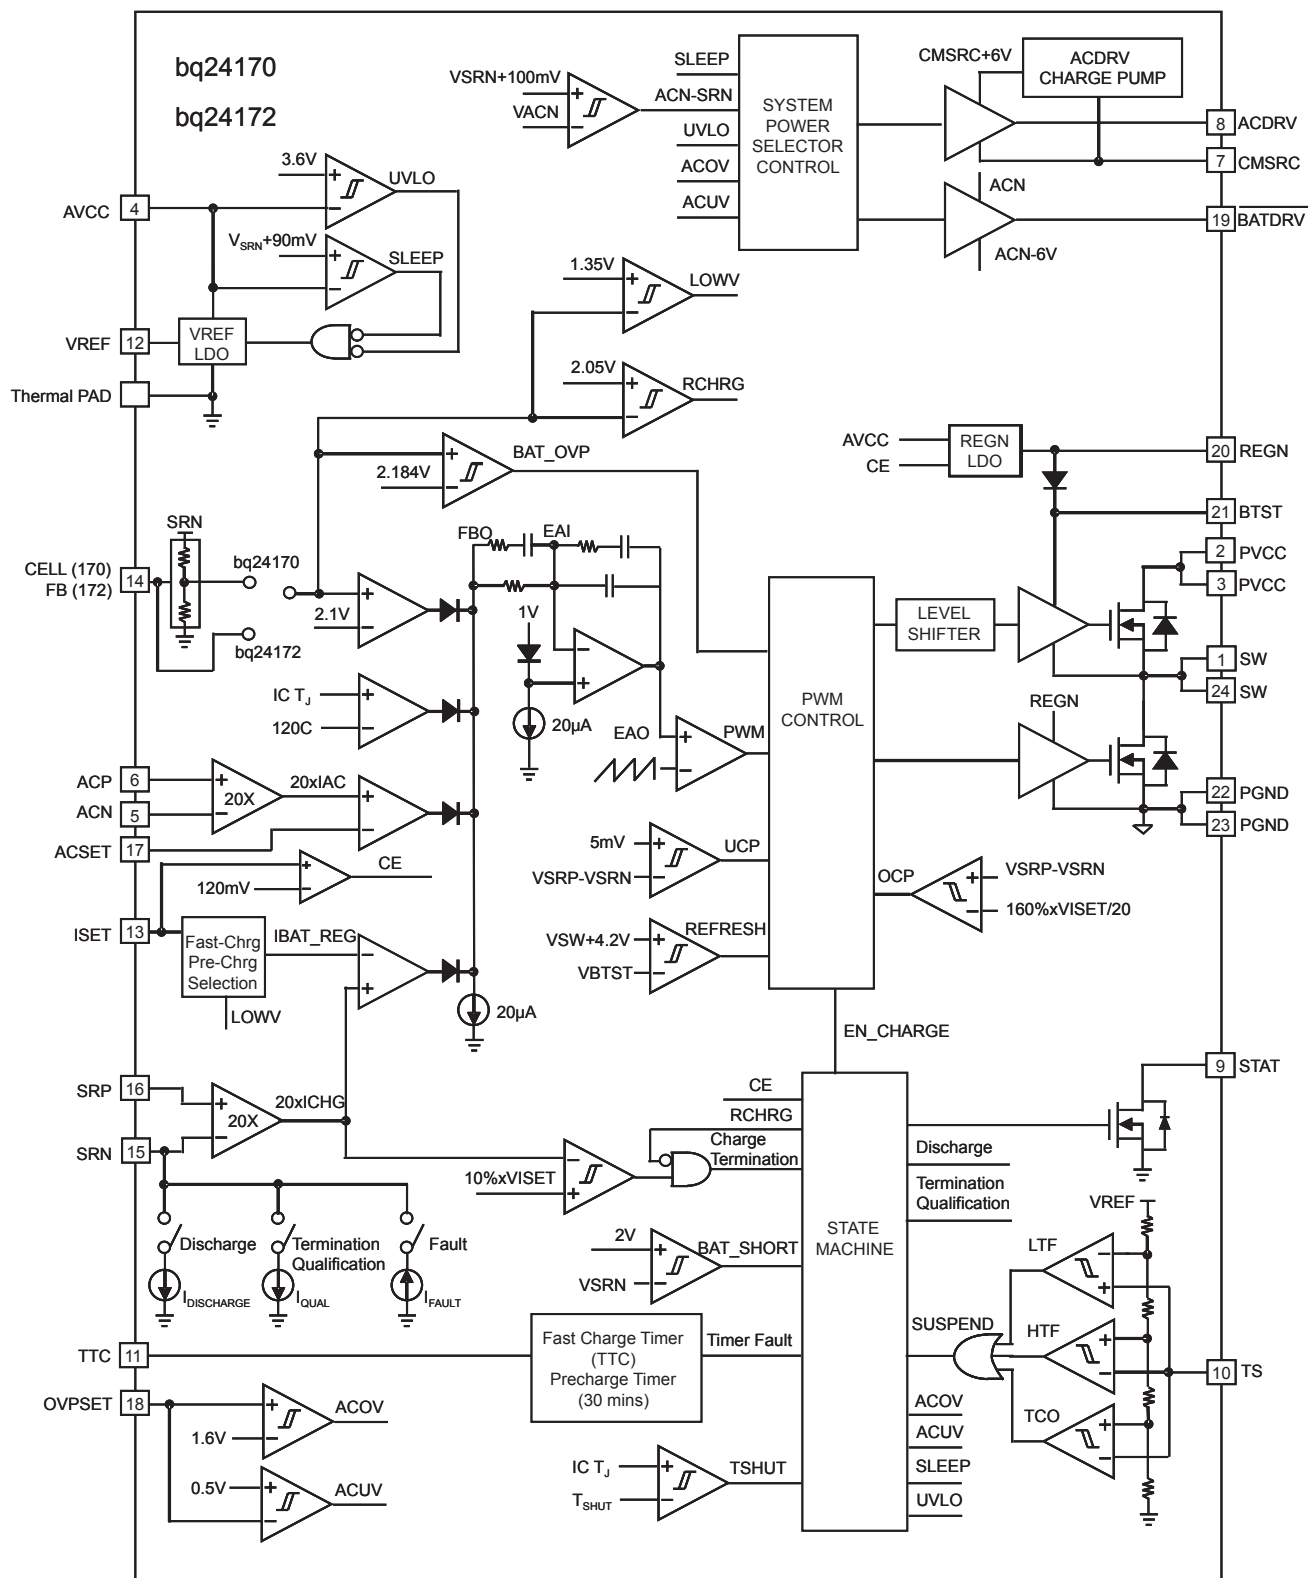 bq24170
bq24172
VSRN+100mV
VACN
+
−
SLEEP
ACN-SRN
UVLO
ACOV
ACUV
SYSTEM
POWER
SELECTOR
CONTROL
CMSRC+6V
ACDRV
CHARGE PUMP
8 ACDRV
7 CMSRC
ACN
19 BATDRV
ACN-6V
3.6V
+
−
UVLO
AVCC 4
VSRN+90mV
+
−
SLEEP
VREF 12
VREF
LDO
Thermal PAD
1.35V
+
−
LOWV
2.05V
+
−
RCHRG
+
−
BAT_OVP
2.184V
AVCC
CE
REGN
LDO
20 REGN
21 BTST
2 PVCC
3 PVCC
SRN
CELL (170)
FB (172)
14
bq24170
bq24172
+
−
2.1V
FBO
EAI
1V
−
+
20µA
IC TJ
120C
+
−
EAO
+
−
PWM
PWM
CONTROL
LEVEL
SHIFTER
1 SW
24 SW
REGN
22 PGND
23 PGND
ACP 6
ACN 5
+
−
20X
20xIAC
+
−
ACSET 17
120mV
+
−
CE
ISET 13
Fast-Chrg
Pre-Chrg
Selection
IBAT_REG
−
+
LOWV
20µA
5mV
VSRP-VSRN
+
−
UCP
OCP
+
−
VSRP-VSRN
160%xVISET/20
VSW+4.2V
VBTST
+
−
REFRESH
EN_CHARGE
SRP 16
SRN 15
+
−
20X
20xICHG
CE
RCHRG
Charge
Termination
−
+
10%xVISET
STATE
MACHINE
9 STAT
Discharge
Termination
Qualification
Discharge
Termination
Qualification
Fault
IDISCHARGE
IQUAL
IFAULT
2V
VSRN
+
−
BAT_SHORT
VREF
LTF
−
+
SUSPEND
HTF
+
−
10 TS
TCO
+
−
TTC 11
Fast Charge Timer
(TTC)
Precharge Timer
(30 mins)
Timer Fault
OVPSET 18
1.6V
+
−
ACOV
0.5V
+
−
ACUV
IC TJ
TSHUT
+
−
TSHUT
ACOV
ACUV
SLEEP
UVLO